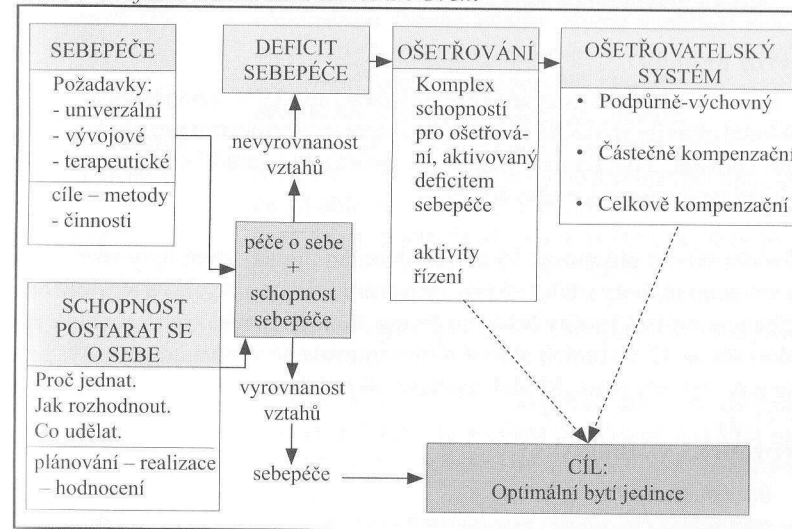 SEBEPÉČE
Požadavky:
- univerzální
- vývojové
- terapeutické
cíle – metody
- činnosti
SCHOPNOST
POSTARAT SE
O SEBE
Proč jednat.
Jak rozhodnout.
Co udělat.
plánování – realizace
– hodnocení
DEFICIT
SEBEPÉČE
nevyrovnanost
vztahů
péče o sebe
+
schopnost
sebepéče
vyrovnanost
vztahů
sebepéče
OŠETŘOVÁNÍ
Komplex
schopností
pro ošetřová-
ní, aktivovaný
deficitem
sebepéče
aktivity
řízení
OŠETŘOVATELSKÝ
SYSTÉM
• Podpůrně-výchovný
• Částečně kompenzační
• Celkově kompenzační
CÍL:
Optimální bytí jedince